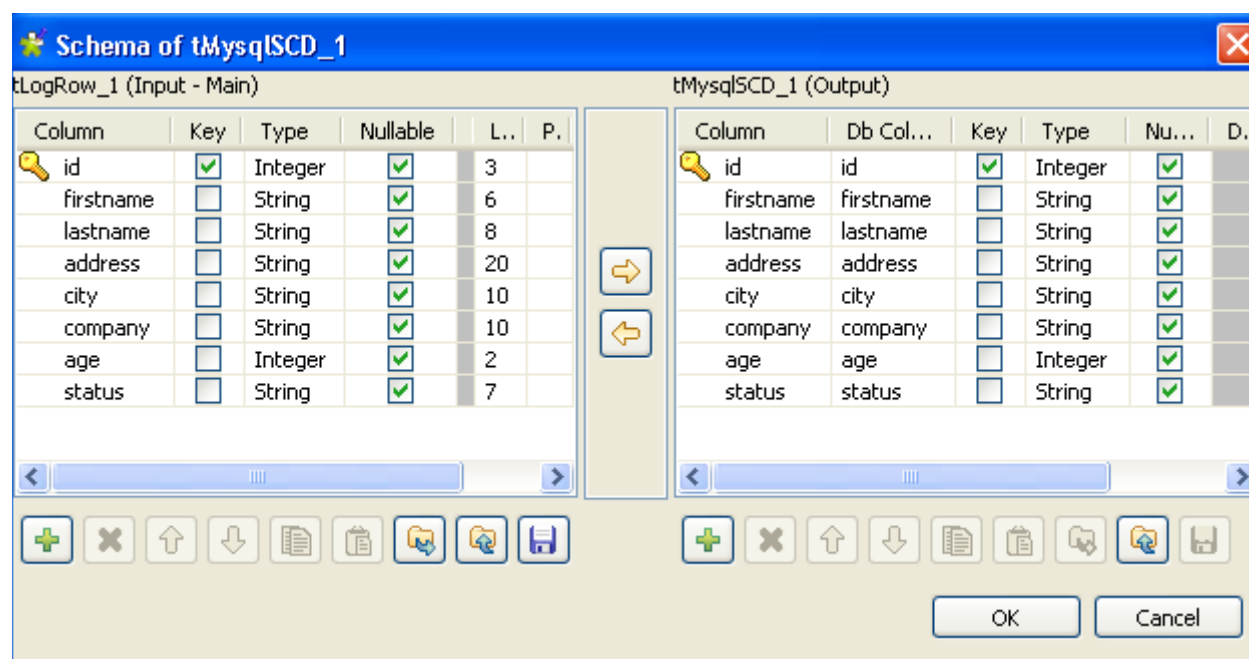 Schema of tMysqlSCD_1
tLogRow_1 (Input - Main)
Column Key Type Nullable L.. P.
id Integer 3
firstname String 6
lastname String 8
address String 20
city String 10
company String 10
age Integer 2
status String 7
tMysqlSCD_1 (Output)
Column Db Col... Key Type Nu... D.
id id Integer
firstname firstname String
lastname lastname String
address address String
city city String
company company String
age age Integer
status status String
OK Cancel